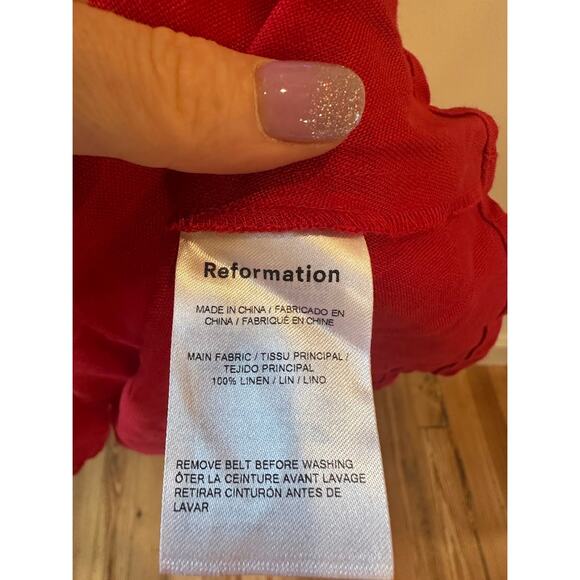 Reformation
MADE IN CHINA / FABRICADO EN
CHINA / FABRIQUÉ EN CHINE
MAIN FABRIC / TISSU PRINCIPAL /
TEJIDO PRINCIPAL
100% LINEN / LIN / LINO
REMOVE BELT BEFORE WASHING
ÔTER LA CEINTURE AVANT LAVAGE
RETIRAR CINTURÓN ANTES DE
LAVAR